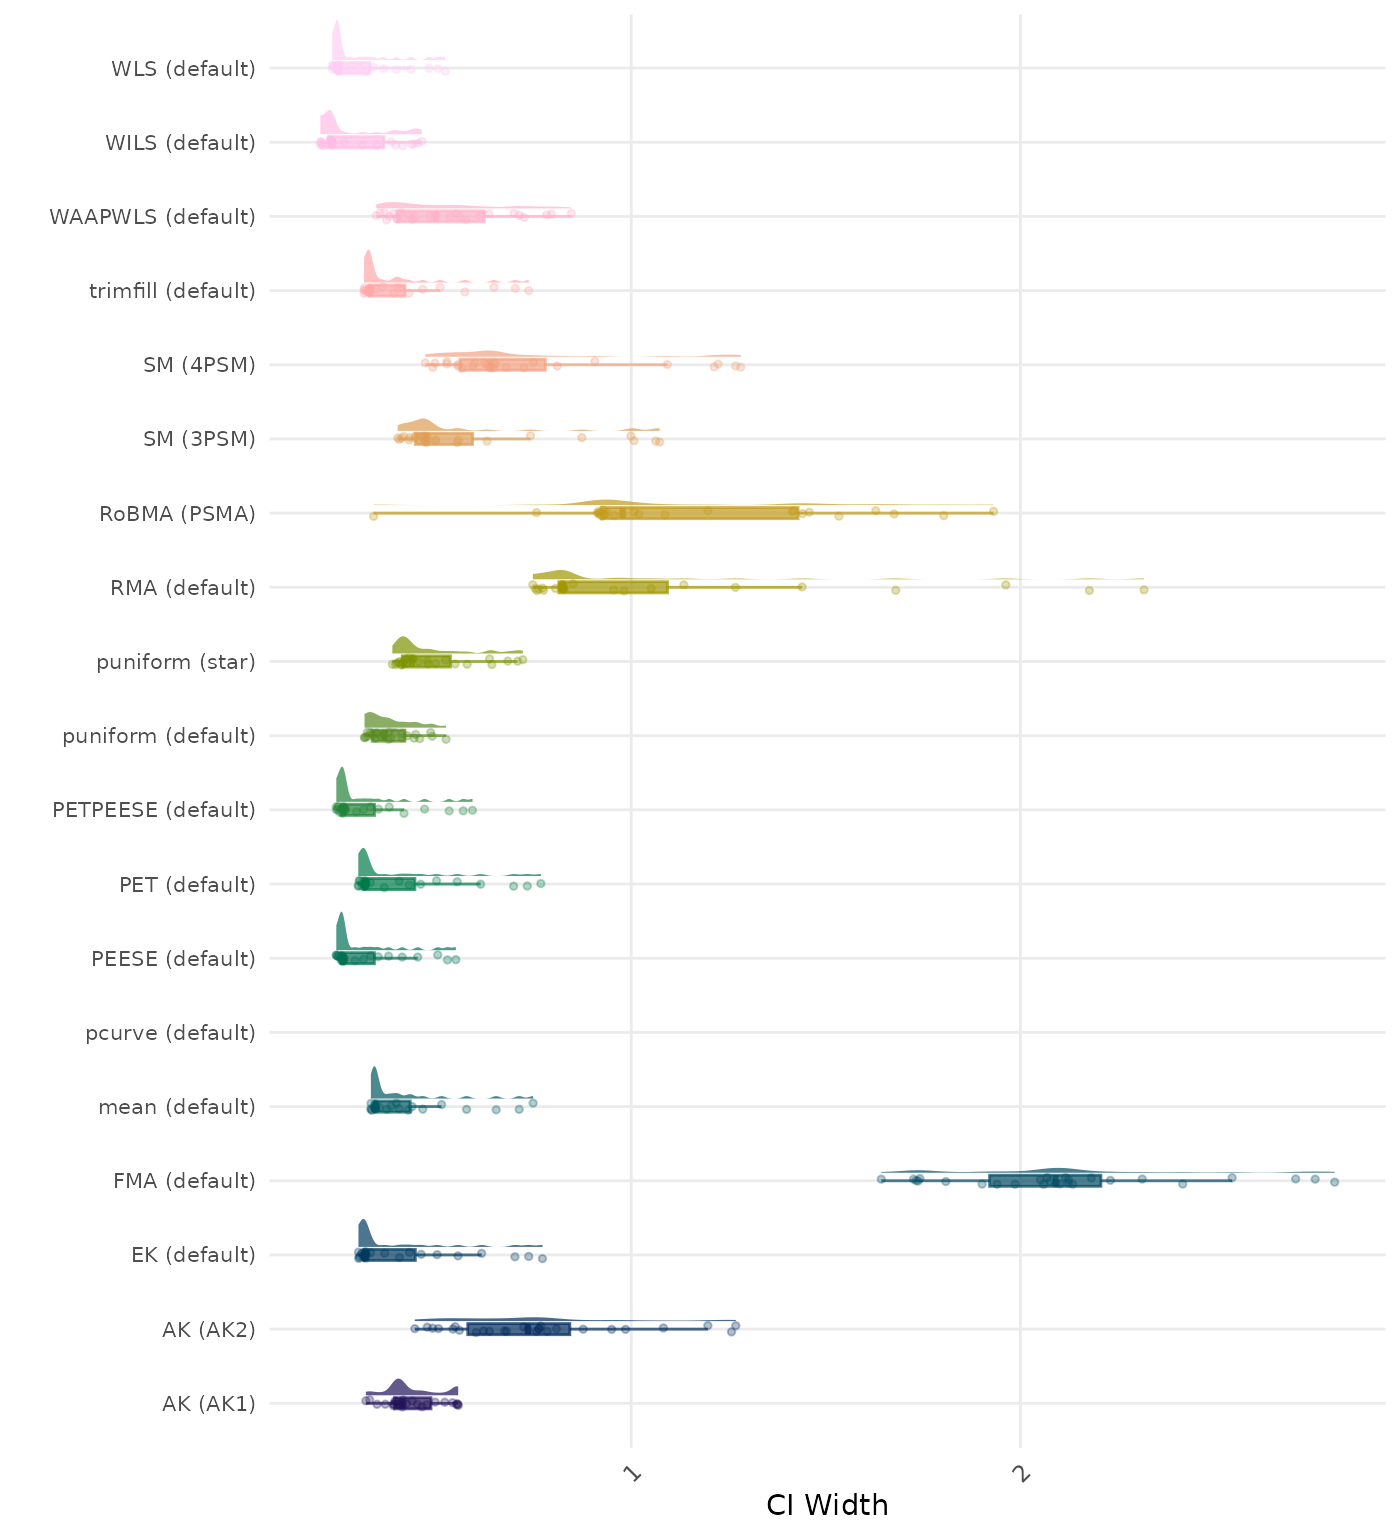 WLS (default)
WILS (default)
WAAPWLS (default)
trimfill (default)
SM (4PSM)
SM (3PSM)
RoBMA (PSMA)
RMA (default)
puniform (star)
puniform (default)
PETPEESE (default)
PET (default)
PEESE (default)
pcurve (default)
mean (default)
FMA (default)
EK (default)
AK (AK2)
AK (AK1)
1
2
CI Width